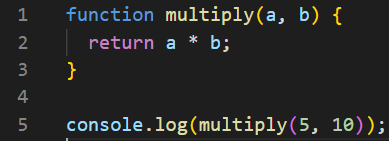 1 function multiply(a, b) {
2   return a * b;
3 }
4
5 console.log(multiply(5, 10));